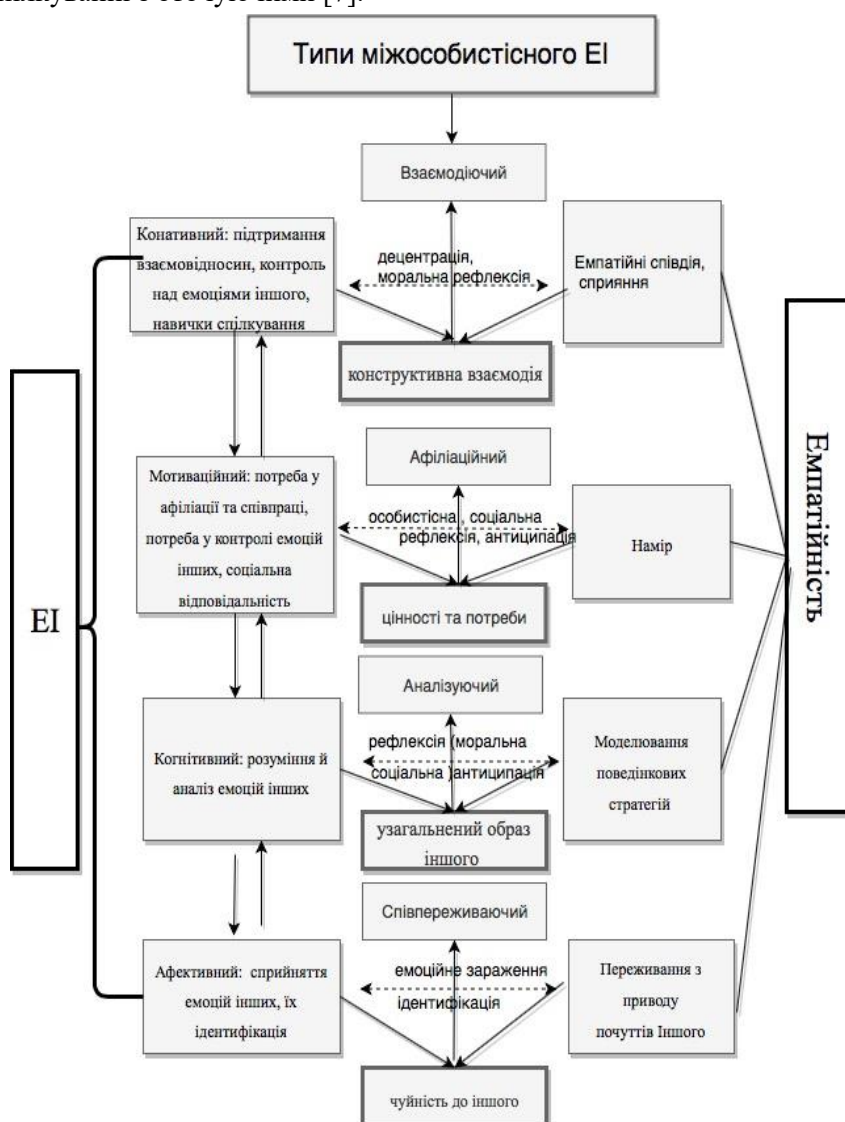 Типи міжособистісного ЕІ
Взаємодіючий
Конативний: підтримання
взаємовідносин, контроль
над емоціями іншого,
навички спілкування
децентрація,
моральна рефлексія
Емпатійні співдія,
сприяння
конструктивна взаємодія
ЕІ
Емпатійність
Афіліаційний
Мотиваційний: потреба у
афіліації та співпраці,
потреба у контролі емоцій
інших, соціальна
відповідальність
особистісна , соціальна
рефлексія, антиципація
Намір
цінності та потреби
Аналізуючий
Когнітивний: розуміння й
аналіз емоцій інших
рефлексія (моральна
соціальна )антиципація
Моделювання
поведінкових
стратегій
узагальнений образ
іншого
Співпереживаючий
Афективний: сприйняття
емоцій інших, їх
ідентифікація
емоційне зараження
ідентифікація
Переживання з
приводу
почуттів Іншого
чуйність до іншого